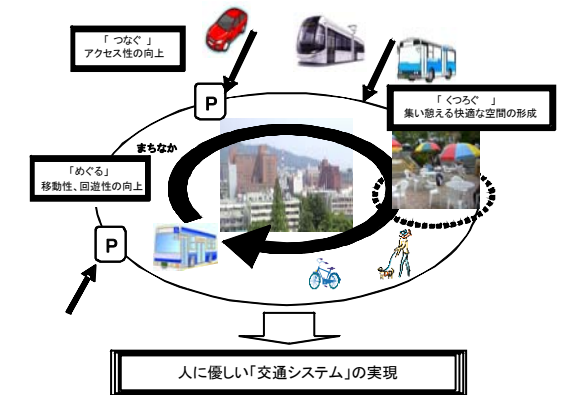 「 つなぐ 」
アクセス性の向上
「 くつろぐ 」
集い憩える快適な空間の形成
P
まちなか
「めぐる」
移動性、回遊性の向上
P
人に優しい「交通システム」の実現